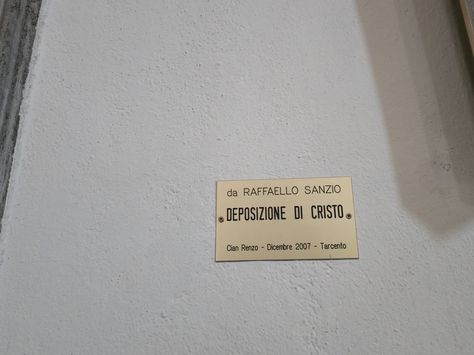 da RAFFAELLO SANZIO
DEPOSIZIONE DI CRISTO
Cian Renzo - Dicembre 2007 - Tarcento